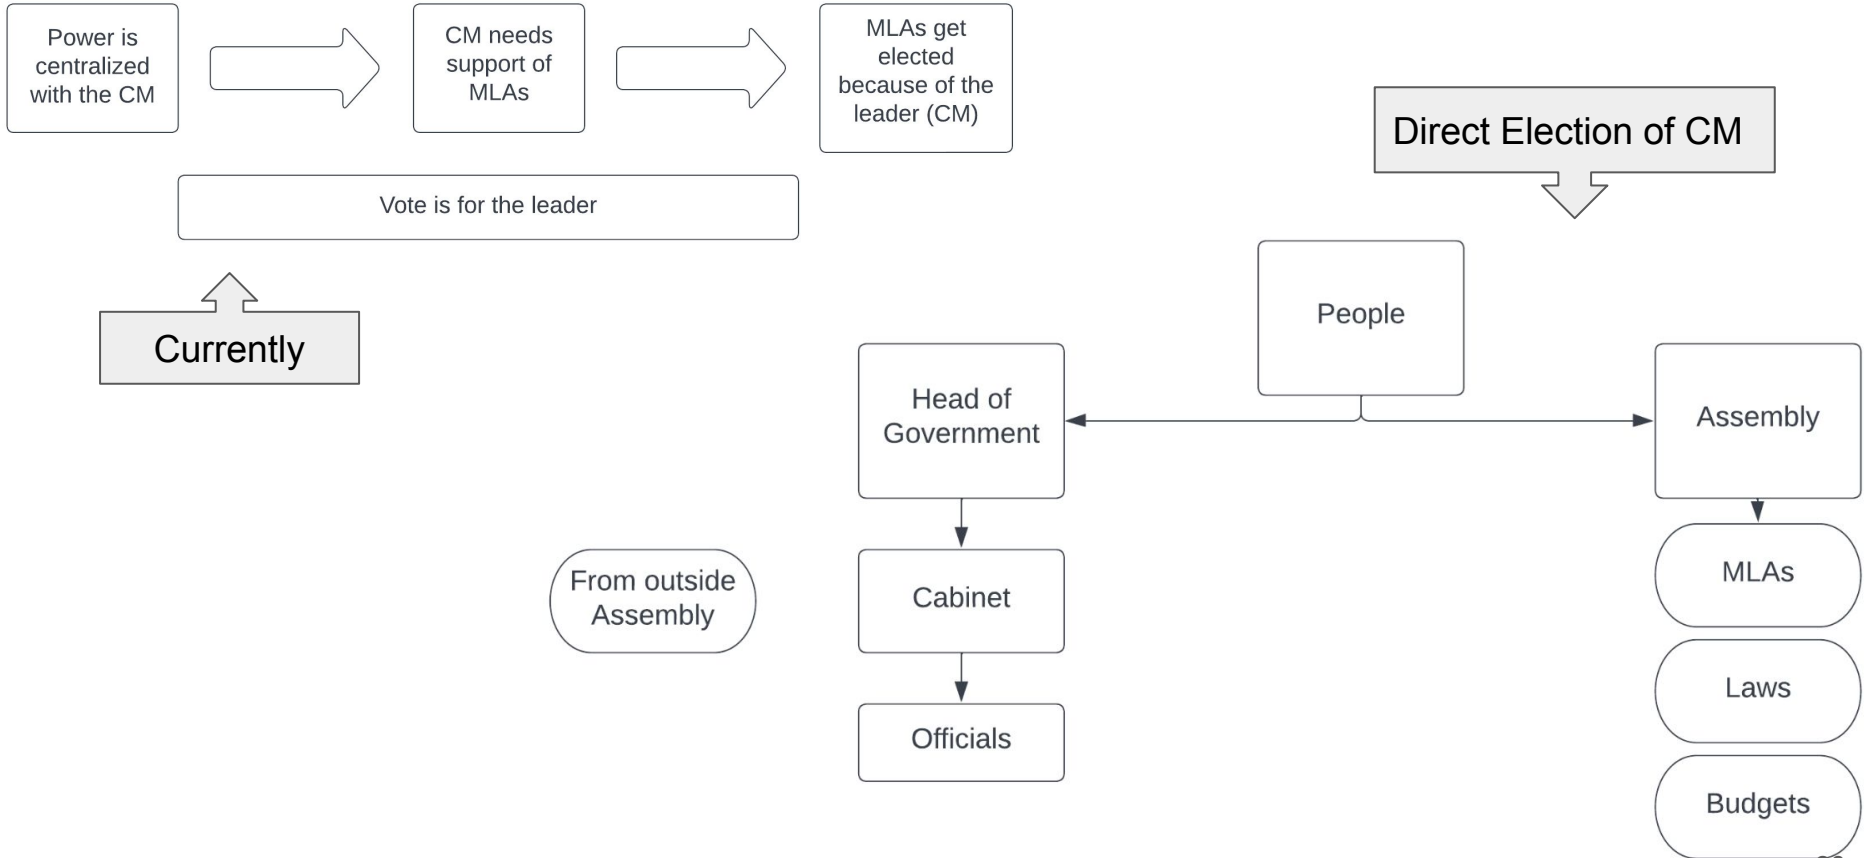 Power is
centralized
with the CM
CM needs
support of
MLAs
MLAs get
elected
because of the
leader (CM)
Vote is for the leader
Currently
Direct Election of CM
People
Head of
Government
Assembly
From outside
Assembly
Cabinet
Officials
MLAs
Laws
Budgets